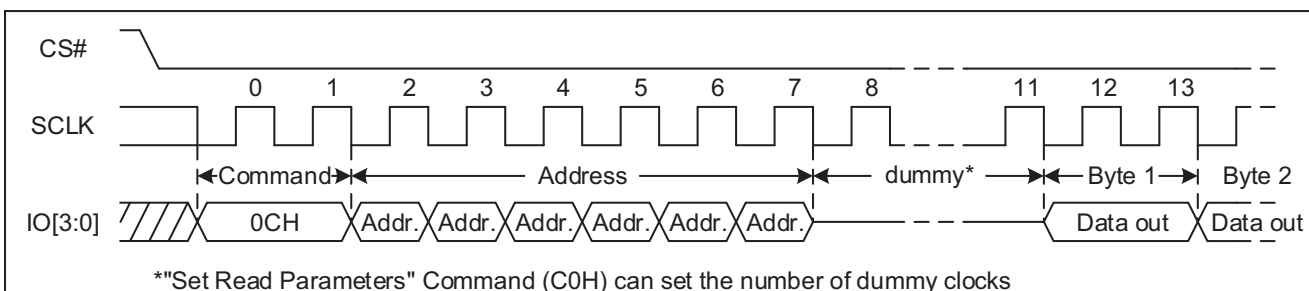 CS#
0 1 2 3 4 5 6 7 8 11 12 13
SCLK
Command Address dummy* Byte 1 Byte 2
IO[3:0] 0CH Addr. Addr. Addr. Addr. Addr. Addr. Data out Data out
*"Set Read Parameters" Command (C0H) can set the number of dummy clocks